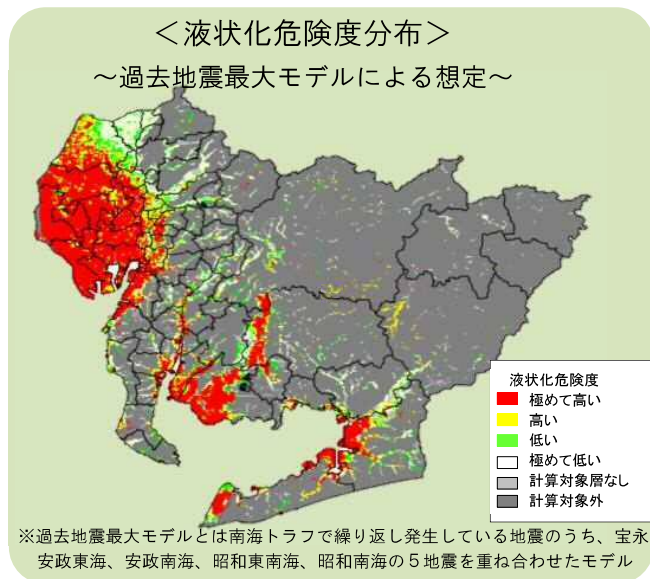 ＜液状化危険度分布＞
～過去地震最大モデルによる想定～
液状化危険度
極めて高い
高い
低い
極めて低い
計算対象層なし
計算対象外
※過去地震最大モデルとは南海トラフで繰り返し発生している地震のうち、宝永
安政東海、安政南海、昭和東南海、昭和南海の５地震を重ね合わせたモデル